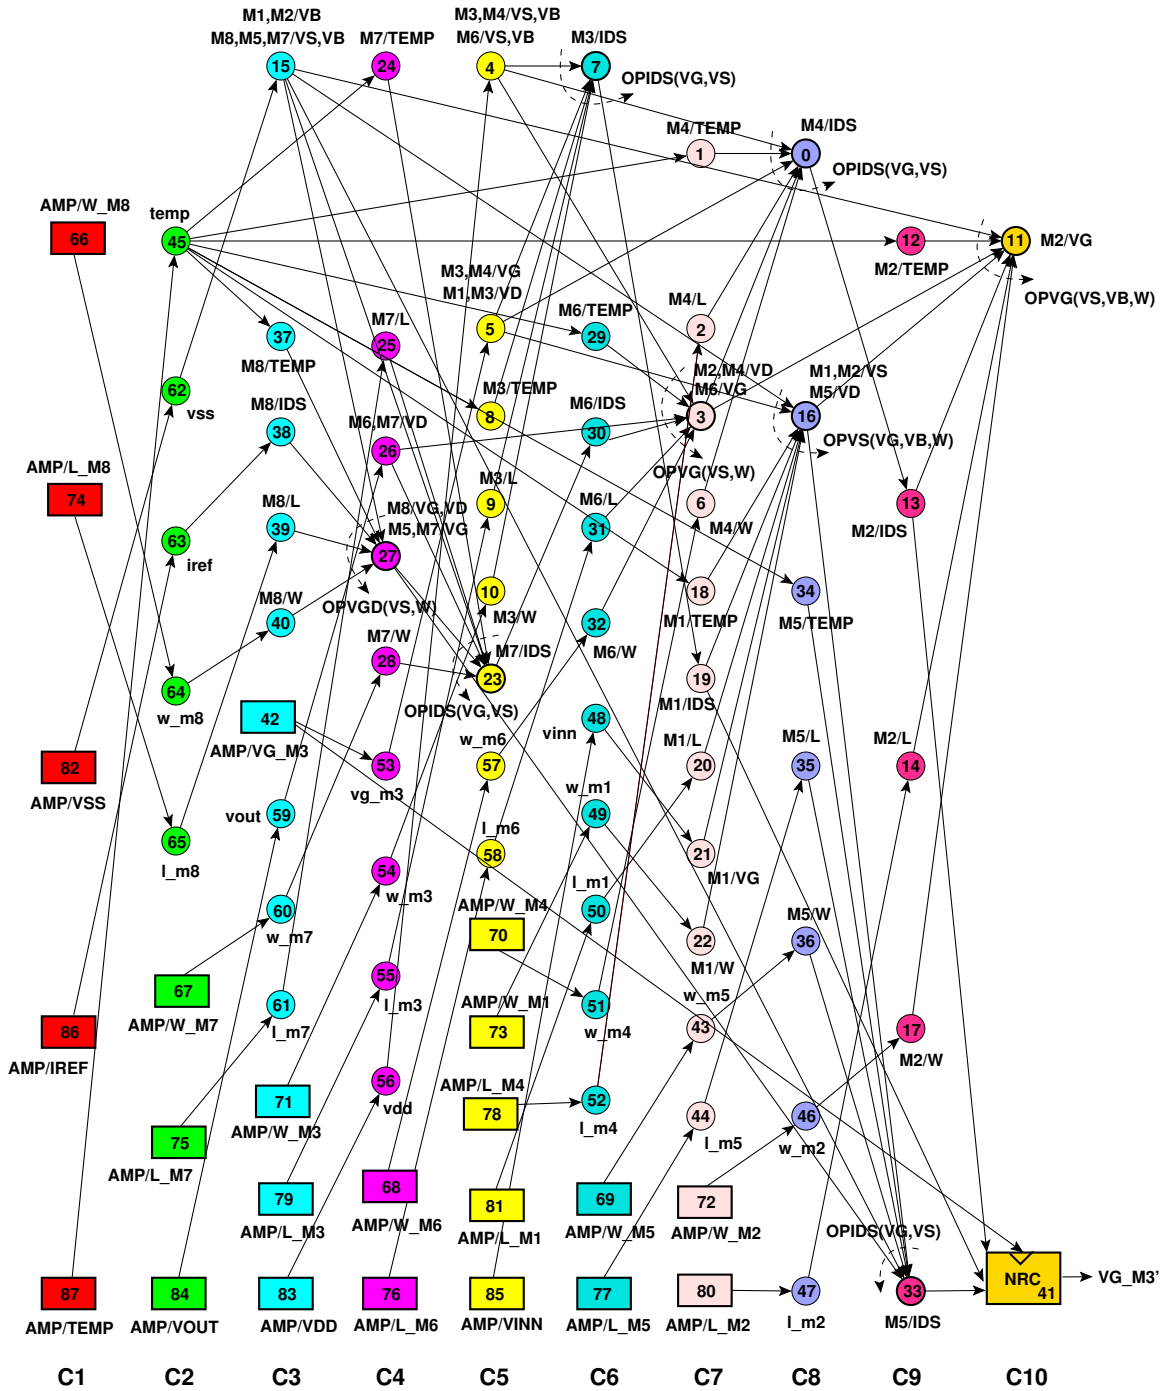 M1,M2/VB
M8,M5,M7/VS,VB
15
M7/TEMP
24
M3,M4/VS,VB
M6/VS,VB
4
M3/IDS
7
OPIDS(VG,VS)
M4/TEMP
1
M4/IDS
0
OPIDS(VG,VS)
AMP/W_M8
66
temp
45
12
M2/TEMP
11
M2/VG
OPVG(VS,VB,W)
M3,M4/VG
M1,M3/VD
5
M6/TEMP
29
M4/L
2
37
M8/TEMP
M7/L
25
62
vss
M3/TEMP
8
M2,M4/VD
M6/VG
3
OPVG(VS,W)
M1,M2/VS
M5/VD
16
OPVS(VG,VB,W)
M8/IDS
38
M6,M7/VD
26
M6/IDS
30
AMP/L_M8
74
M3/L
9
6
M4/W
13
M2/IDS
63
iref
M8/L
39
M8/VG,VD
M5,M7/VG
27
OPVGD(VS,W)
M6/L
31
10
M3/W
18
M1/TEMP
34
M5/TEMP
M8/W
40
32
M6/W
64
w_m8
M7/W
28
M7/IDS
23
OPIDS(VG,VS)
19
M1/IDS
42
AMP/VG_M3
53
vg_m3
w_m6
57
vinn
48
M1/L
20
M5/L
35
M2/L
14
82
AMP/VSS
vout
59
65
l_m8
l_m6
58
w_m1
49
21
M1/VG
54
w_m3
60
w_m7
AMP/W_M4
70
l_m1
50
22
M1/W
M5/W
36
67
AMP/W_M7
61
l_m7
55
l_m3
AMP/W_M1
73
51
w_m4
w_m5
43
17
M2/W
86
AMP/IREF
71
AMP/W_M3
56
vdd
AMP/L_M4
78
52
l_m4
44
l_m5
46
w_m2
75
AMP/L_M7
79
AMP/L_M3
68
AMP/W_M6
81
AMP/L_M1
69
AMP/W_M5
72
AMP/W_M2
OPIDS(VG,VS)
33
M5/IDS
NRC
41
VG_M3'
87
AMP/TEMP
84
AMP/VOUT
83
AMP/VDD
76
AMP/L_M6
85
AMP/VINN
77
AMP/L_M5
80
AMP/L_M2
47
l_m2
C1 C2 C3 C4 C5 C6 C7 C8 C9 C10